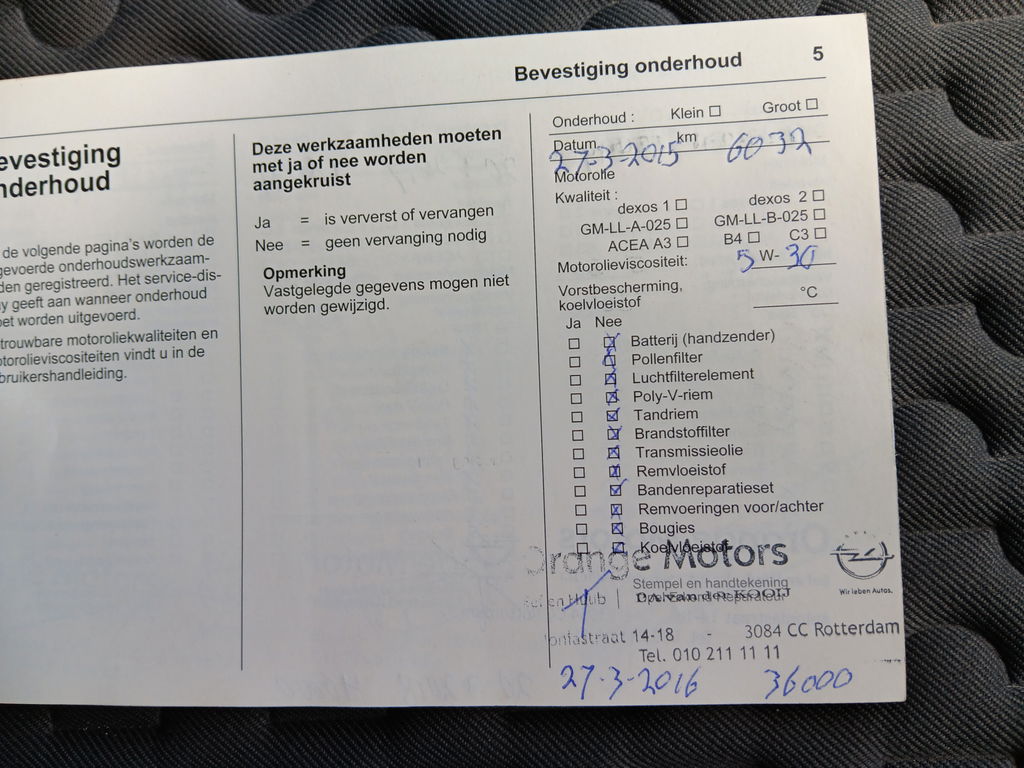 Bevestiging onderhoud 5
evestiging
nderhoud
de volgende pagina's worden de
gevoerde onderhoudswerkzaam-
den geregistreerd. Het service-dis-
y geeft aan wanneer onderhoud
oet worden uitgevoerd.
trouwbare motoroliekwaliteiten en
otorolieviscositeiten vindt u in de
bruikershandleiding.
Deze werkzaamheden moeten
met ja of nee worden
aangekruist
Ja = is ververst of vervangen
Nee = geen vervanging nodig
Opmerking
Vastgelegde gegevens mogen niet
worden gewijzigd.
Onderhoud : Klein ☐ Groot ☐
Datum km
27-3-2015 6032
Motorolie
Kwaliteit :
dexos 1 ☐ dexos 2 ☐
GM-LL-A-025 ☐ GM-LL-B-025 ☐
ACEA A3 ☐ B4 ☐ C3 ☐
Motorolieviscositeit: 5 W- 30
Vorstbescherming,
koelvloeistof °C
Ja Nee
☐ ☒ Batterij (handzender)
☐ ☒ Pollenfilter
☐ ☒ Luchtfilterelement
☐ ☒ Poly-V-riem
☐ ☒ Tandriem
☐ ☒ Brandstoffilter
☐ ☒ Transmissieolie
☐ ☒ Remvloeistof
☐ ☒ Bandenreparatieset
☐ ☒ Remvoeringen voor/achter
☐ ☒ Bougies
☐ ☒ Koelvloeistof
Orange Motors
Stempel en handtekening
Wir leben Autos.
14-18 - 3084 CC Rotterdam
Tel. 010 211 11 11
27-3-2016 36000